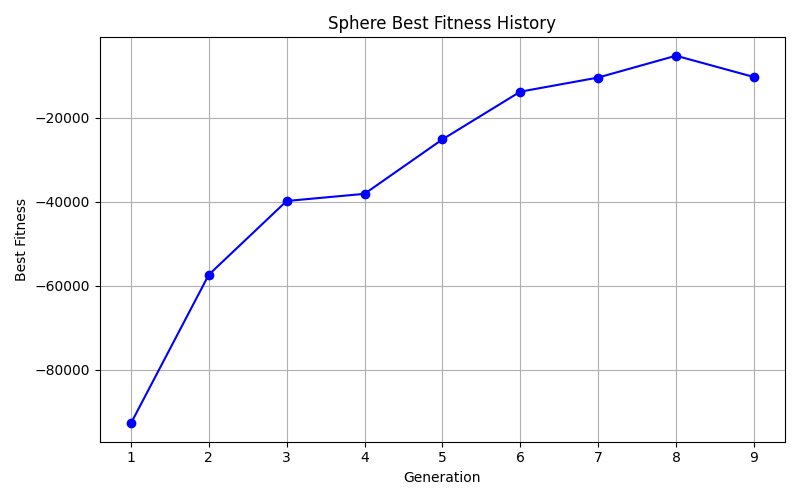 Sphere Best Fitness History
Best Fitness
−20000
−40000
−60000
−80000
1 2 3 4 5 6 7 8 9
Generation